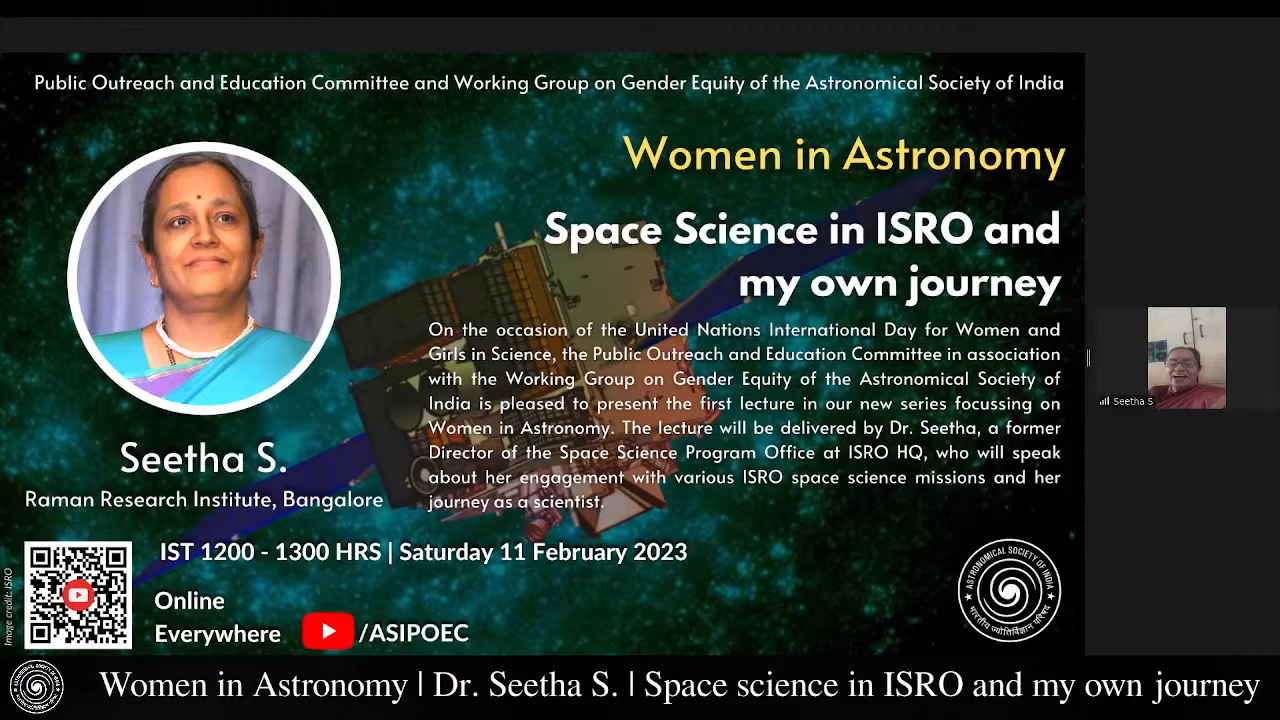 Public Outreach and Education Committee and Working Group on Gender Equity of the Astronomical Society of India
Women in Astronomy
Space Science in ISRO and
my own journey
On the occasion of the United Nations International Day for Women and
Girls in Science, the Public Outreach and Education Committee in association
with the Working Group on Gender Equity of the Astronomical Society of
India is pleased to present the first lecture in our new series focussing on
Women in Astronomy. The lecture will be delivered by Dr. Seetha, a former
Director of the Space Science Program Office at ISRO HQ, who will speak
about her engagement with various ISRO space science missions and her
journey as a scientist.
Seetha S.
Raman Research Institute, Bangalore
IST 1200 - 1300 HRS | Saturday 11 February 2023
Online
Everywhere
/ASIPOEC
Image credit: ISRO
ASTRONOMICAL SOCIETY OF INDIA
भारतीय ज्योतिर्विज्ञान परिषद
Seetha S
Women in Astronomy | Dr. Seetha S. | Space science in ISRO and my own journey